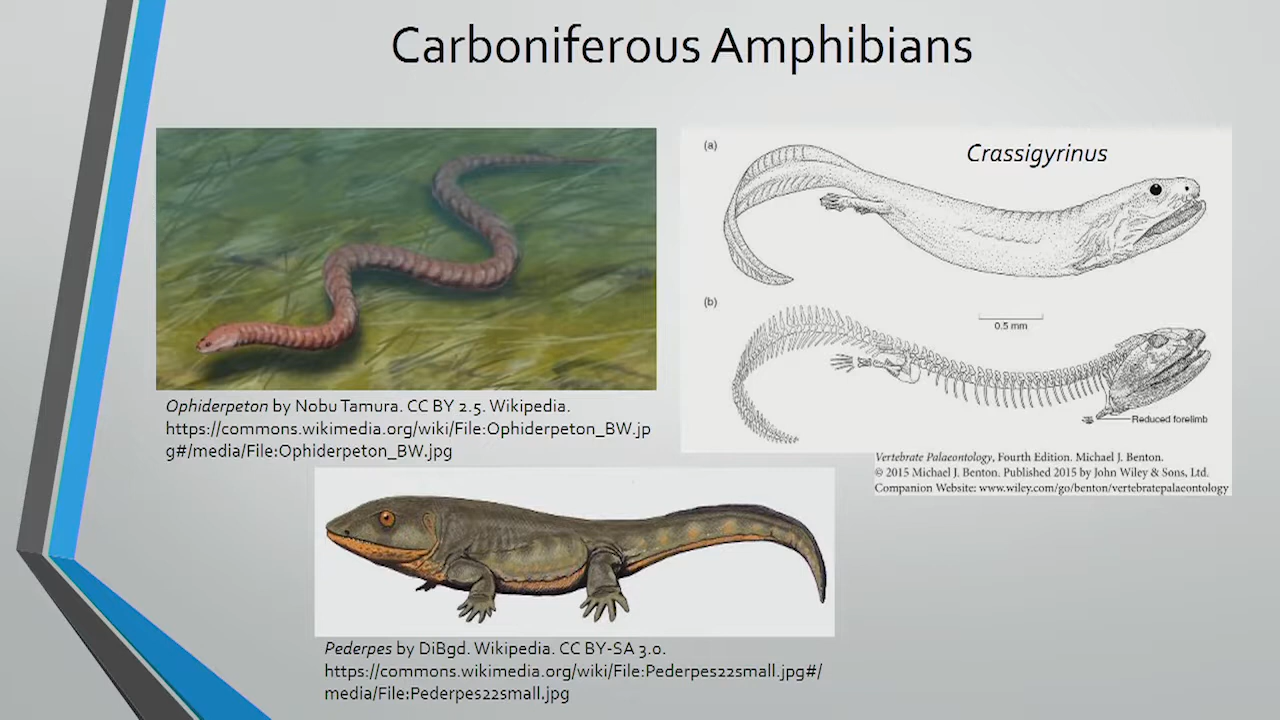 Carboniferous Amphibians
Ophiderpeton by Nobu Tamura. CC BY 2.5. Wikipedia.
https://commons.wikimedia.org/wiki/File:Ophiderpeton_BW.jp
g#/media/File:Ophiderpeton_BW.jpg
(a)
Crassigyrinus
(b)
0.5 mm
Reduced forelimb
Vertebrate Palaeontology, Fourth Edition. Michael J. Benton.
© 2015 Michael J. Benton. Published 2015 by John Wiley & Sons, Ltd.
Companion Website: www.wiley.com/go/benton/vertebratepalaeontology
Pederpes by DiBgd. Wikipedia. CC BY-SA 3.0.
https://commons.wikimedia.org/wiki/File:Pederpes22small.jpg#/
media/File:Pederpes22small.jpg